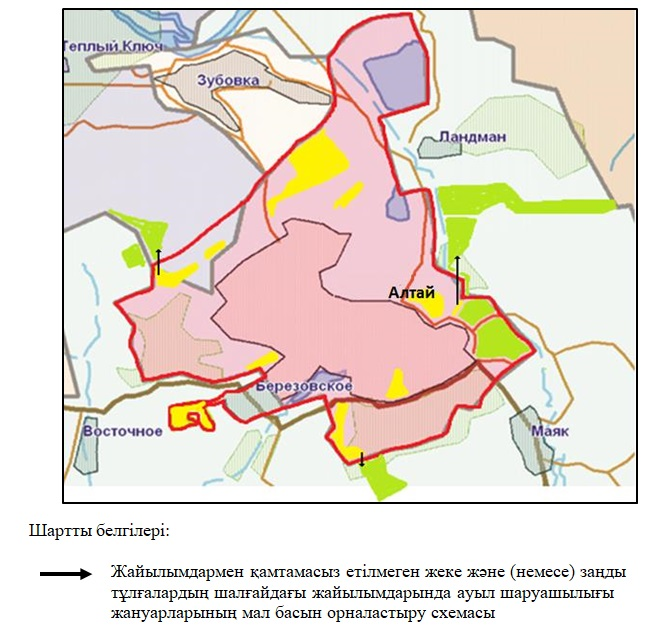 Теплый Ключ
Зубовка
Ландман
Алтай
Березовское
Восточное
Маяк
Шартты белгілері:
Жайылымдармен қамтамасыз етілмеген жеке және (немесе) заңды
тұлғалардың шалғайдағы жайылымдарында ауыл шаруашылығы
жануарларының мал басын орналастыру схемасы